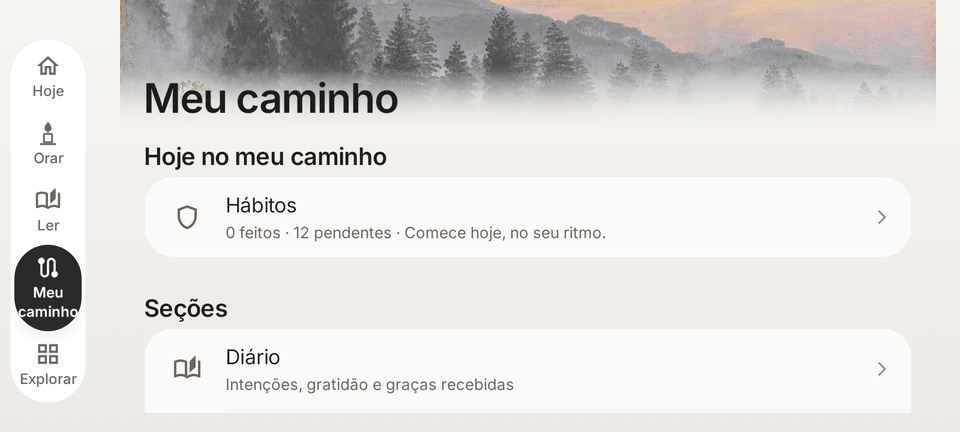 Hoje
Orar
Ler
Meu
caminho
Explorar
Meu caminho
Hoje no meu caminho
Hábitos
0 feitos · 12 pendentes · Comece hoje, no seu ritmo.
Seções
Diário
Intenções, gratidão e graças recebidas